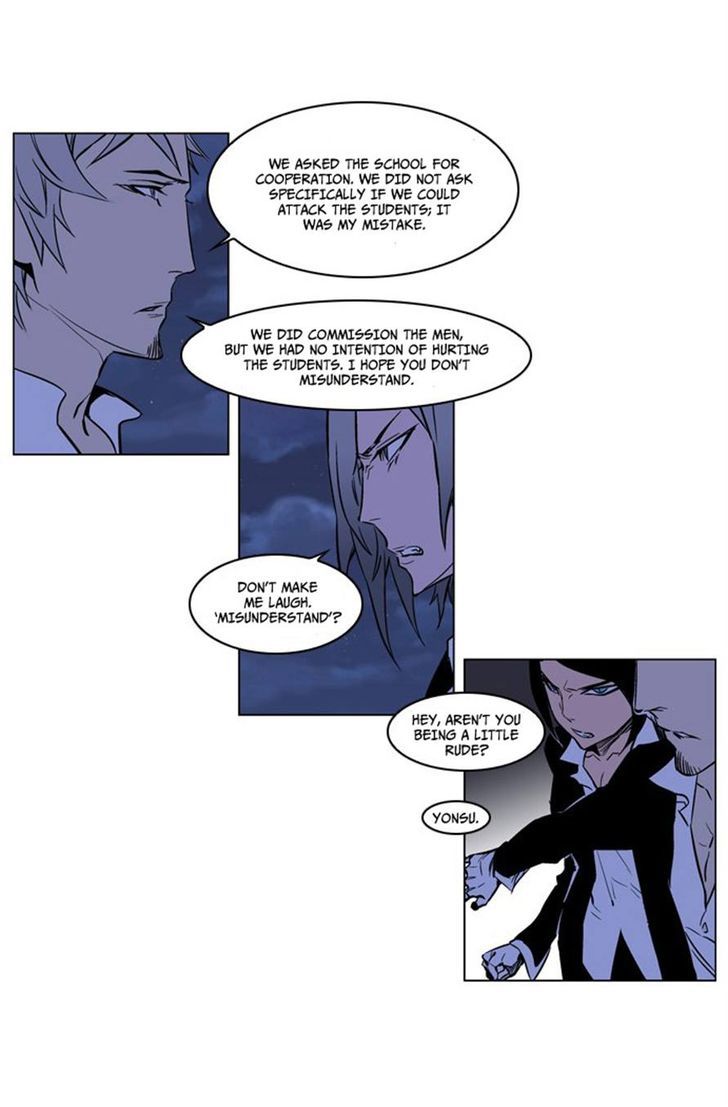 WE ASKED THE SCHOOL FOR
COOPERATION. WE DID NOT ASK
SPECIFICALLY IF WE COULD
ATTACK THE STUDENTS; IT
WAS MY MISTAKE.
WE DID COMMISSION THE MEN,
BUT WE HAD NO INTENTION OF HURTING
THE STUDENTS. I HOPE YOU DON'T
MISUNDERSTAND.
DON'T MAKE
ME LAUGH.
'MISUNDERSTAND'?
HEY, AREN'T YOU
BEING A LITTLE
RUDE?
YONSU.